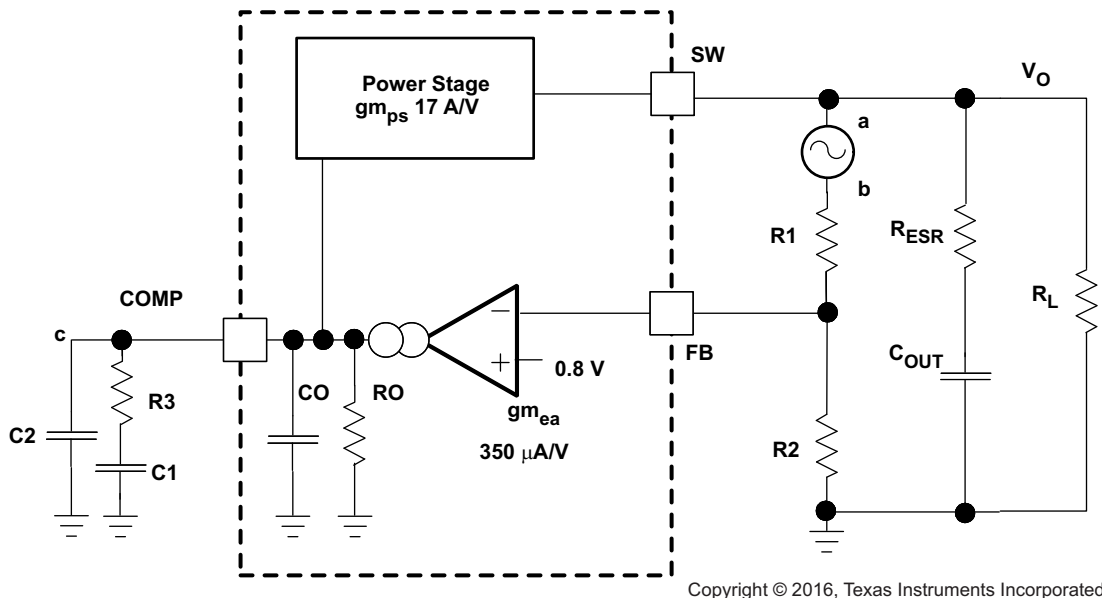 SW
Power Stage
gm_ps 17 A/V
V_O
a
b
R1
R_ESR
R_L
COMP
c
FB
0.8 V
C_OUT
CO
RO
R3
gm_ea
C2
350 μA/V
R2
C1
Copyright © 2016, Texas Instruments Incorporated